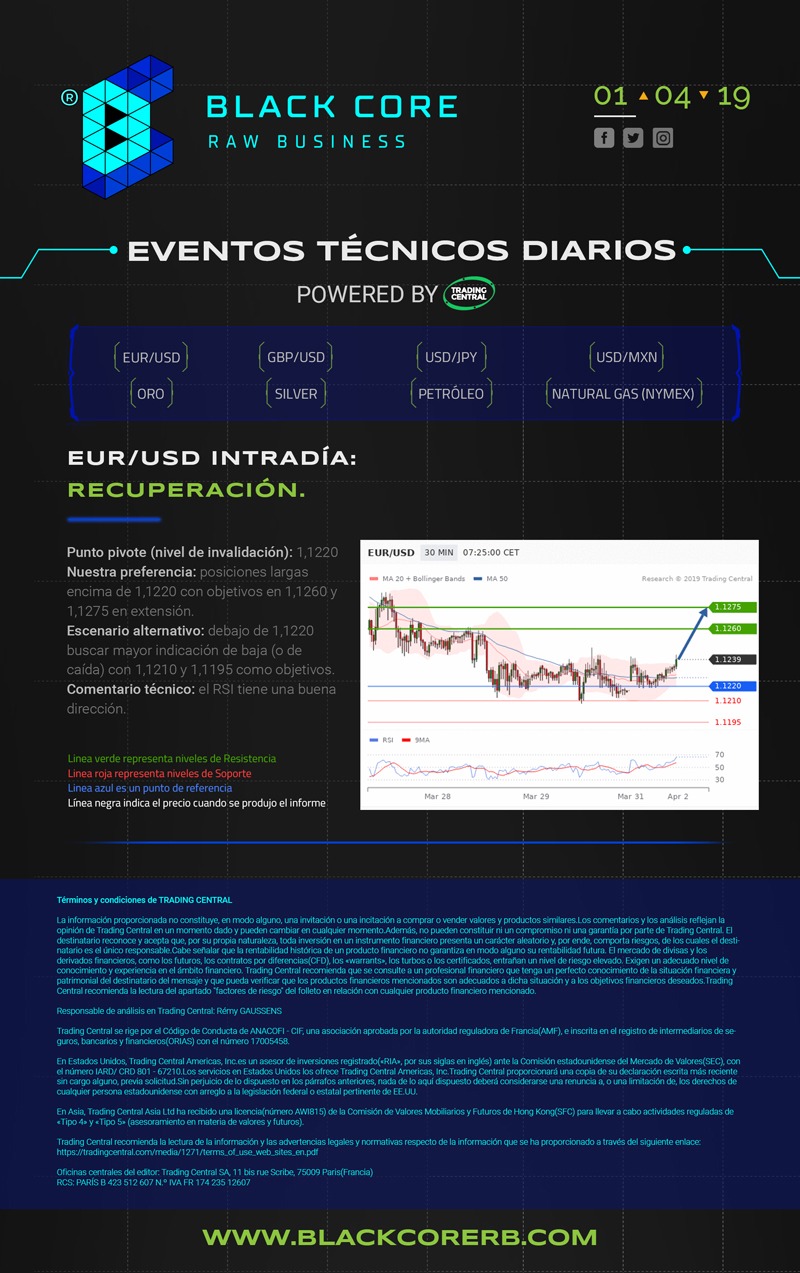 ®
BLACK CORE
RAW BUSINESS
01 04 19
EVENTOS TÉCNICOS DIARIOS
POWERED BY TRADING CENTRAL
EUR/USD GBP/USD USD/JPY USD/MXN
ORO SILVER PETRÓLEO NATURAL GAS (NYMEX)
EUR/USD INTRADÍA:
RECUPERACIÓN.
Punto pivote (nivel de invalidación): 1,1220
Nuestra preferencia: posiciones largas
encima de 1,1220 con objetivos en 1,1260 y
1,1275 en extensión.
Escenario alternativo: debajo de 1,1220
buscar mayor indicación de baja (o de
caída) con 1,1210 y 1,1195 como objetivos.
Comentario técnico: el RSI tiene una buena
dirección.
Linea verde representa niveles de Resistencia
Linea roja representa niveles de Soporte
Linea azul es un punto de referencia
Línea negra indica el precio cuando se produjo el informe
EUR/USD 30 MIN 07:25:00 CET
MA 20 + Bollinger Bands MA 50 Research © 2019 Trading Central
1.1275
1.1260
1.1239
1.1220
1.1210
1.1195
RSI 9MA
70
50
30
Mar 28 Mar 29 Mar 31 Apr 2
Términos y condiciones de TRADING CENTRAL
La información proporcionada no constituye, en modo alguno, una invitación o una incitación a comprar o vender valores y productos similares.Los comentarios y los análisis reflejan la
opinión de Trading Central en un momento dado y pueden cambiar en cualquier momento.Además, no pueden constituir ni un compromiso ni una garantía por parte de Trading Central. El
destinatario reconoce y acepta que, por su propia naturaleza, toda inversión en un instrumento financiero presenta un carácter aleatorio y, por ende, comporta riesgos, de los cuales el desti-
natario es el único responsable.Cabe señalar que la rentabilidad histórica de un producto financiero no garantiza en modo alguno su rentabilidad futura. El mercado de divisas y los
derivados financieros, como los futuros, los contratos por diferencias(CFD), los «warrants», los turbos o los certificados, entrañan un nivel de riesgo elevado. Exigen un adecuado nivel de
conocimiento y experiencia en el ámbito financiero. Trading Central recomienda que se consulte a un profesional financiero que tenga un perfecto conocimiento de la situación financiera y
patrimonial del destinatario del mensaje y que pueda verificar que los productos financieros mencionados son adecuados a dicha situación y a los objetivos financieros deseados.Trading
Central recomienda la lectura del apartado "factores de riesgo" del folleto en relación con cualquier producto financiero mencionado.
Responsable de análisis en Trading Central: Rémy GAUSSENS
Trading Central se rige por el Código de Conducta de ANACOFI - CIF, una asociación aprobada por la autoridad reguladora de Francia(AMF), e inscrita en el registro de intermediarios de se-
guros, bancarios y financieros(ORIAS) con el número 17005458.
En Estados Unidos, Trading Central Americas, Inc.es un asesor de inversiones registrado(«RIA», por sus siglas en inglés) ante la Comisión estadounidense del Mercado de Valores(SEC), con
el número IARD/ CRD 801 - 67210.Los servicios en Estados Unidos los ofrece Trading Central Americas, Inc.Trading Central proporcionará una copia de su declaración escrita más reciente
sin cargo alguno, previa solicitud.Sin perjuicio de lo dispuesto en los párrafos anteriores, nada de lo aquí dispuesto deberá considerarse una renuncia a, o una limitación de, los derechos de
cualquier persona estadounidense con arreglo a la legislación federal o estatal pertinente de EE.UU.
En Asia, Trading Central Asia Ltd ha recibido una licencia(número AWI815) de la Comisión de Valores Mobiliarios y Futuros de Hong Kong(SFC) para llevar a cabo actividades reguladas de
«Tipo 4» y «Tipo 5» (asesoramiento en materia de valores y futuros).
Trading Central recomienda la lectura de la información y las advertencias legales y normativas respecto de la información que se ha proporcionado a través del siguiente enlace:
https://tradingcentral.com/media/1271/terms_of_use_web_sites_en.pdf
Oficinas centrales del editor: Trading Central SA, 11 bis rue Scribe, 75009 Paris(Francia)
RCS: PARÍS B 423 512 607 N.º IVA FR 174 235 12607
WWW.BLACKCORERB.COM